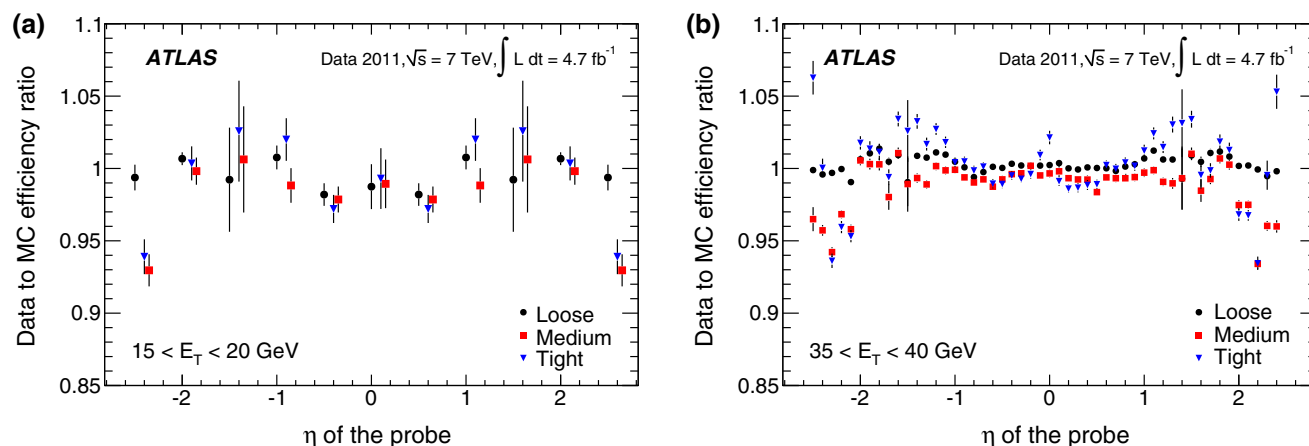 (a)
Data to MC efficiency ratio
1.1
1.05
1
0.95
0.9
0.85
ATLAS
Data 2011,√s = 7 TeV,∫ L dt = 4.7 fb⁻¹
Loose
Medium
Tight
15 < E_T < 20 GeV
-2 -1 0 1 2
η of the probe
(b)
Data to MC efficiency ratio
1.1
1.05
1
0.95
0.9
0.85
ATLAS
Data 2011,√s = 7 TeV,∫ L dt = 4.7 fb⁻¹
Loose
Medium
Tight
35 < E_T < 40 GeV
-2 -1 0 1 2
η of the probe